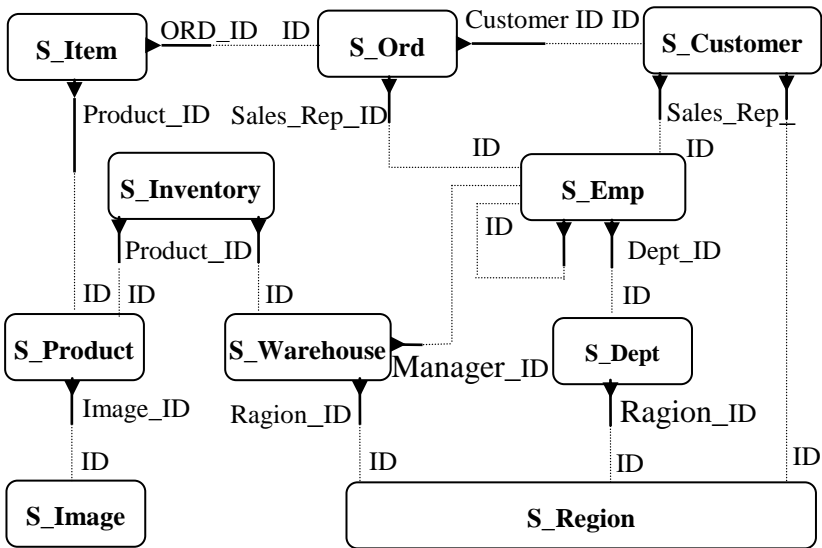 S_Item
ORD_ID
ID
S_Ord
Customer ID
ID
S_Customer
Product_ID
Sales_Rep_ID
Sales_Rep_
ID
ID
S_Inventory
S_Emp
ID
Product_ID
Dept_ID
ID
ID
ID
ID
S_Product
S_Warehouse
Manager_ID
S_Dept
Image_ID
Ragion_ID
Ragion_ID
ID
ID
ID
ID
S_Image
S_Region